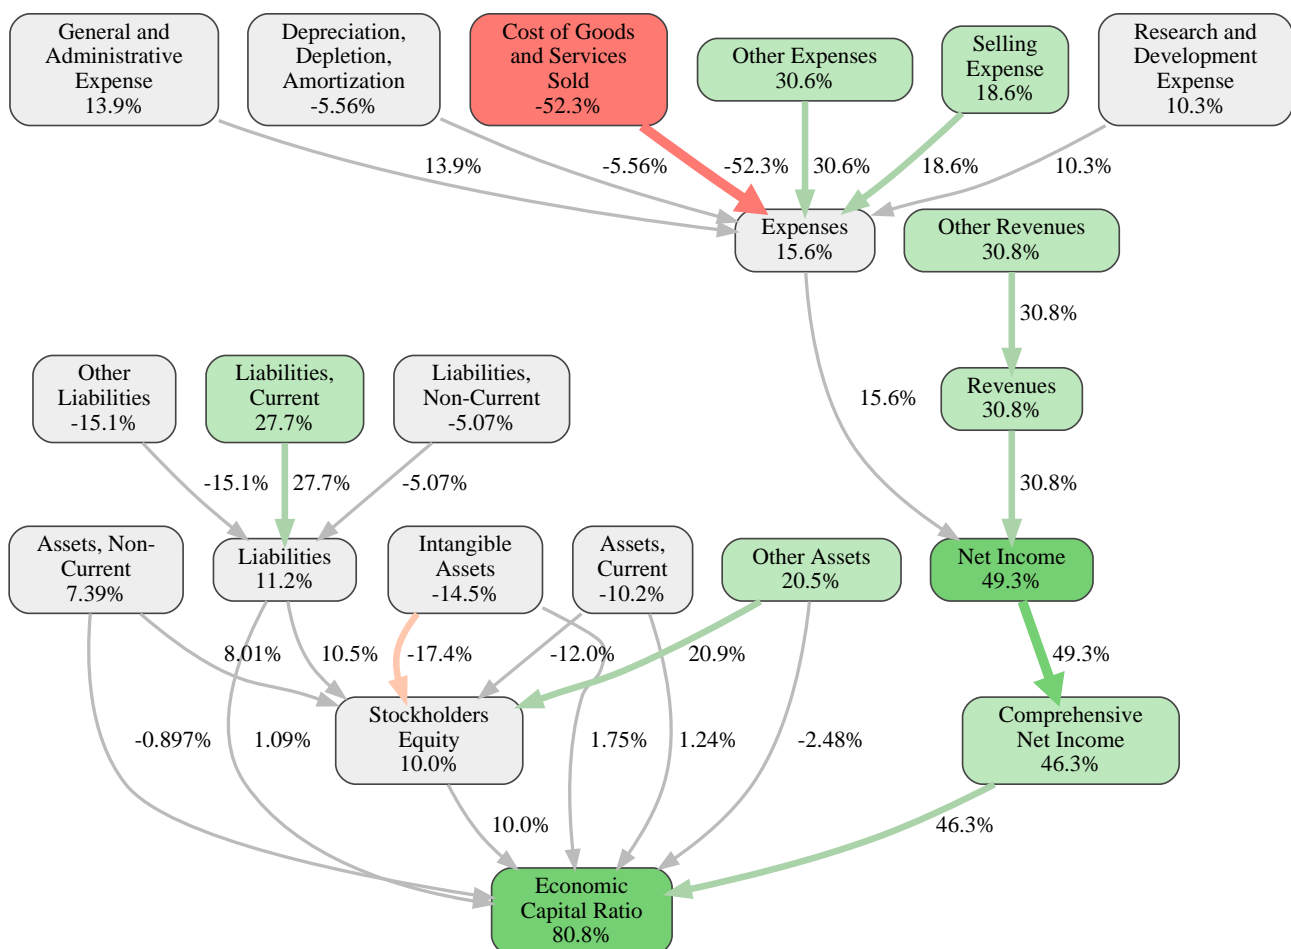 General and
Administrative
Expense
13.9%
Depreciation,
Depletion,
Amortization
-5.56%
Cost of Goods
and Services
Sold
-52.3%
Other Expenses
30.6%
Selling
Expense
18.6%
Research and
Development
Expense
10.3%
13.9%
-5.56%
-52.3%
30.6%
18.6%
10.3%
Expenses
15.6%
Other Revenues
30.8%
30.8%
Other
Liabilities
-15.1%
Liabilities,
Current
27.7%
Liabilities,
Non-Current
-5.07%
15.6%
Revenues
30.8%
-15.1%
27.7%
-5.07%
30.8%
Assets, Non-
Current
7.39%
Liabilities
11.2%
Intangible
Assets
-14.5%
Assets,
Current
-10.2%
Other Assets
20.5%
Net Income
49.3%
8.01%
10.5%
-17.4%
-12.0%
20.9%
49.3%
-0.897%
1.09%
Stockholders
Equity
10.0%
1.75%
1.24%
-2.48%
Comprehensive
Net Income
46.3%
10.0%
46.3%
Economic
Capital Ratio
80.8%